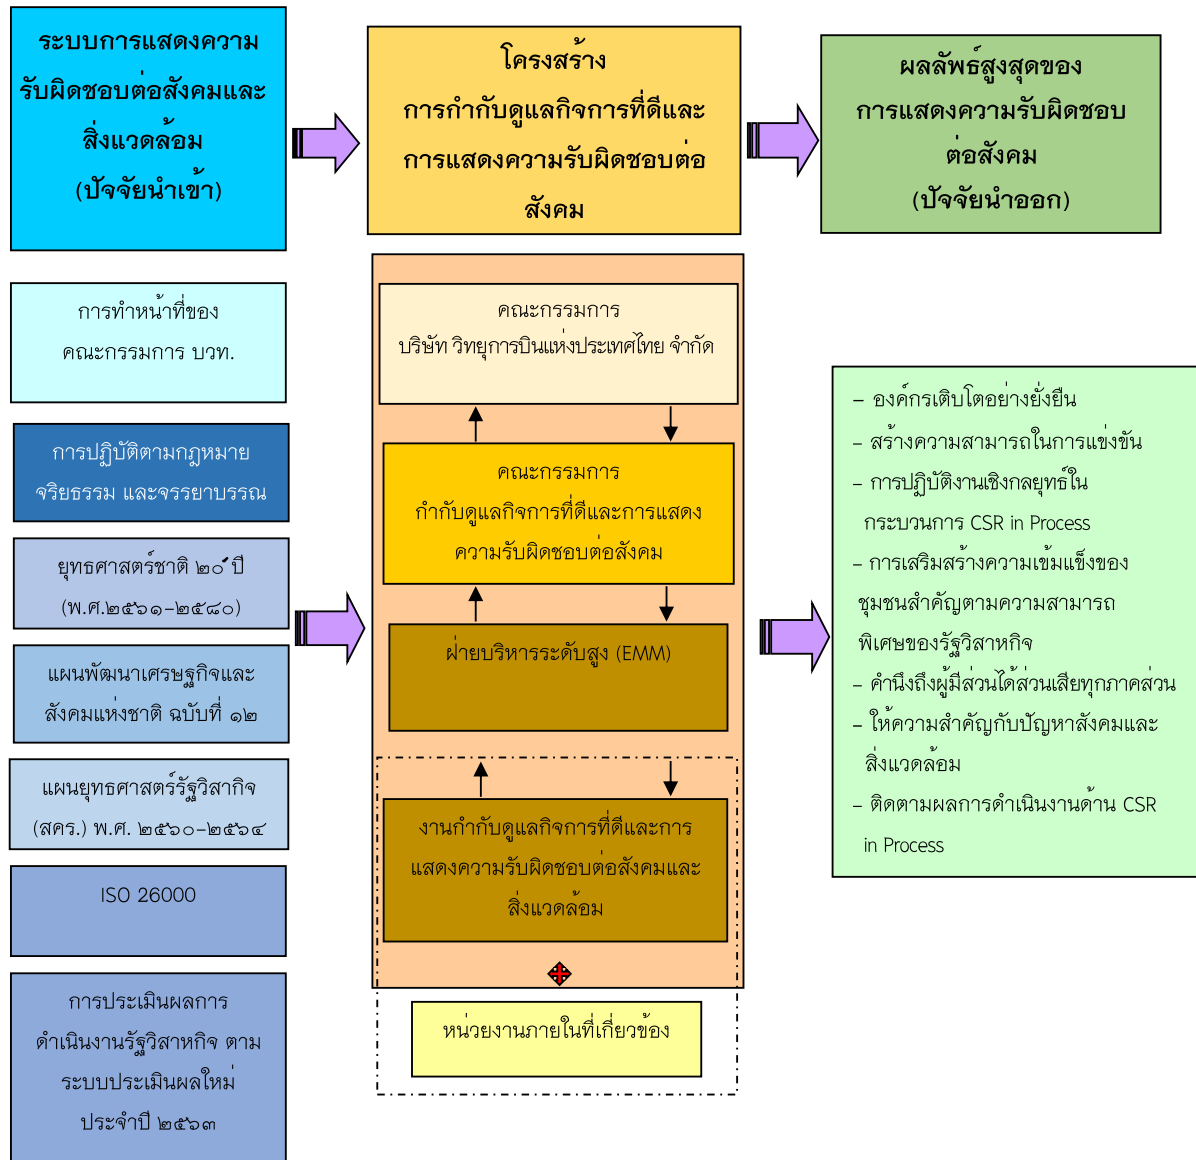 ระบบการแสดงความ
รับผิดชอบต่อสังคมและ
สิ่งแวดล้อม
(ปัจจัยนำเข้า)
โครงสร้าง
การกำกับดูแลกิจการที่ดีและ
การแสดงความรับผิดชอบต่อ
สังคม
ผลลัพธ์สูงสุดของ
การแสดงความรับผิดชอบ
ต่อสังคม
(ปัจจัยนำออก)
การทำหน้าที่ของ
คณะกรรมการ บวท.
การปฏิบัติตามกฎหมาย
จริยธรรม และจรรยาบรรณ
ยุทธศาสตร์ชาติ ๒๐ ปี
(พ.ศ.๒๕๖๑-๒๕๘๐)
แผนพัฒนาเศรษฐกิจและ
สังคมแห่งชาติ ฉบับที่ ๑๒
แผนยุทธศาสตร์รัฐวิสากิจ
(สคร.) พ.ศ. ๒๕๖๐-๒๕๖๔
ISO 26000
การประเมินผลการ
ดำเนินงานรัฐวิสาหกิจ ตาม
ระบบประเมินผลใหม่
ประจำปี ๒๕๖๓
คณะกรรมการ
บริษัท วิทยุการบินแห่งประเทศไทย จำกัด
คณะกรรมการ
กำกับดูแลกิจการที่ดีและการแสดง
ความรับผิดชอบต่อสังคม
ฝ่ายบริหารระดับสูง (EMM)
งานกำกับดูแลกิจการที่ดีและการ
แสดงความรับผิดชอบต่อสังคมและ
สิ่งแวดล้อม
หน่วยงานภายในที่เกี่ยวข้อง
- องค์กรเติบโตอย่างยั่งยืน
- สร้างความสามารถในการแข่งขัน
- การปฏิบัติงานเชิงกลยุทธ์ใน
กระบวนการ CSR in Process
- การเสริมสร้างความเข้มแข็งของ
ชุมชนสำคัญตามความสามารถ
พิเศษของรัฐวิสาหกิจ
- คำนึงถึงผู้มีส่วนได้ส่วนเสียทุกภาคส่วน
- ให้ความสำคัญกับปัญหาสังคมและ
สิ่งแวดล้อม
- ติดตามผลการดำเนินงานด้าน CSR
in Process